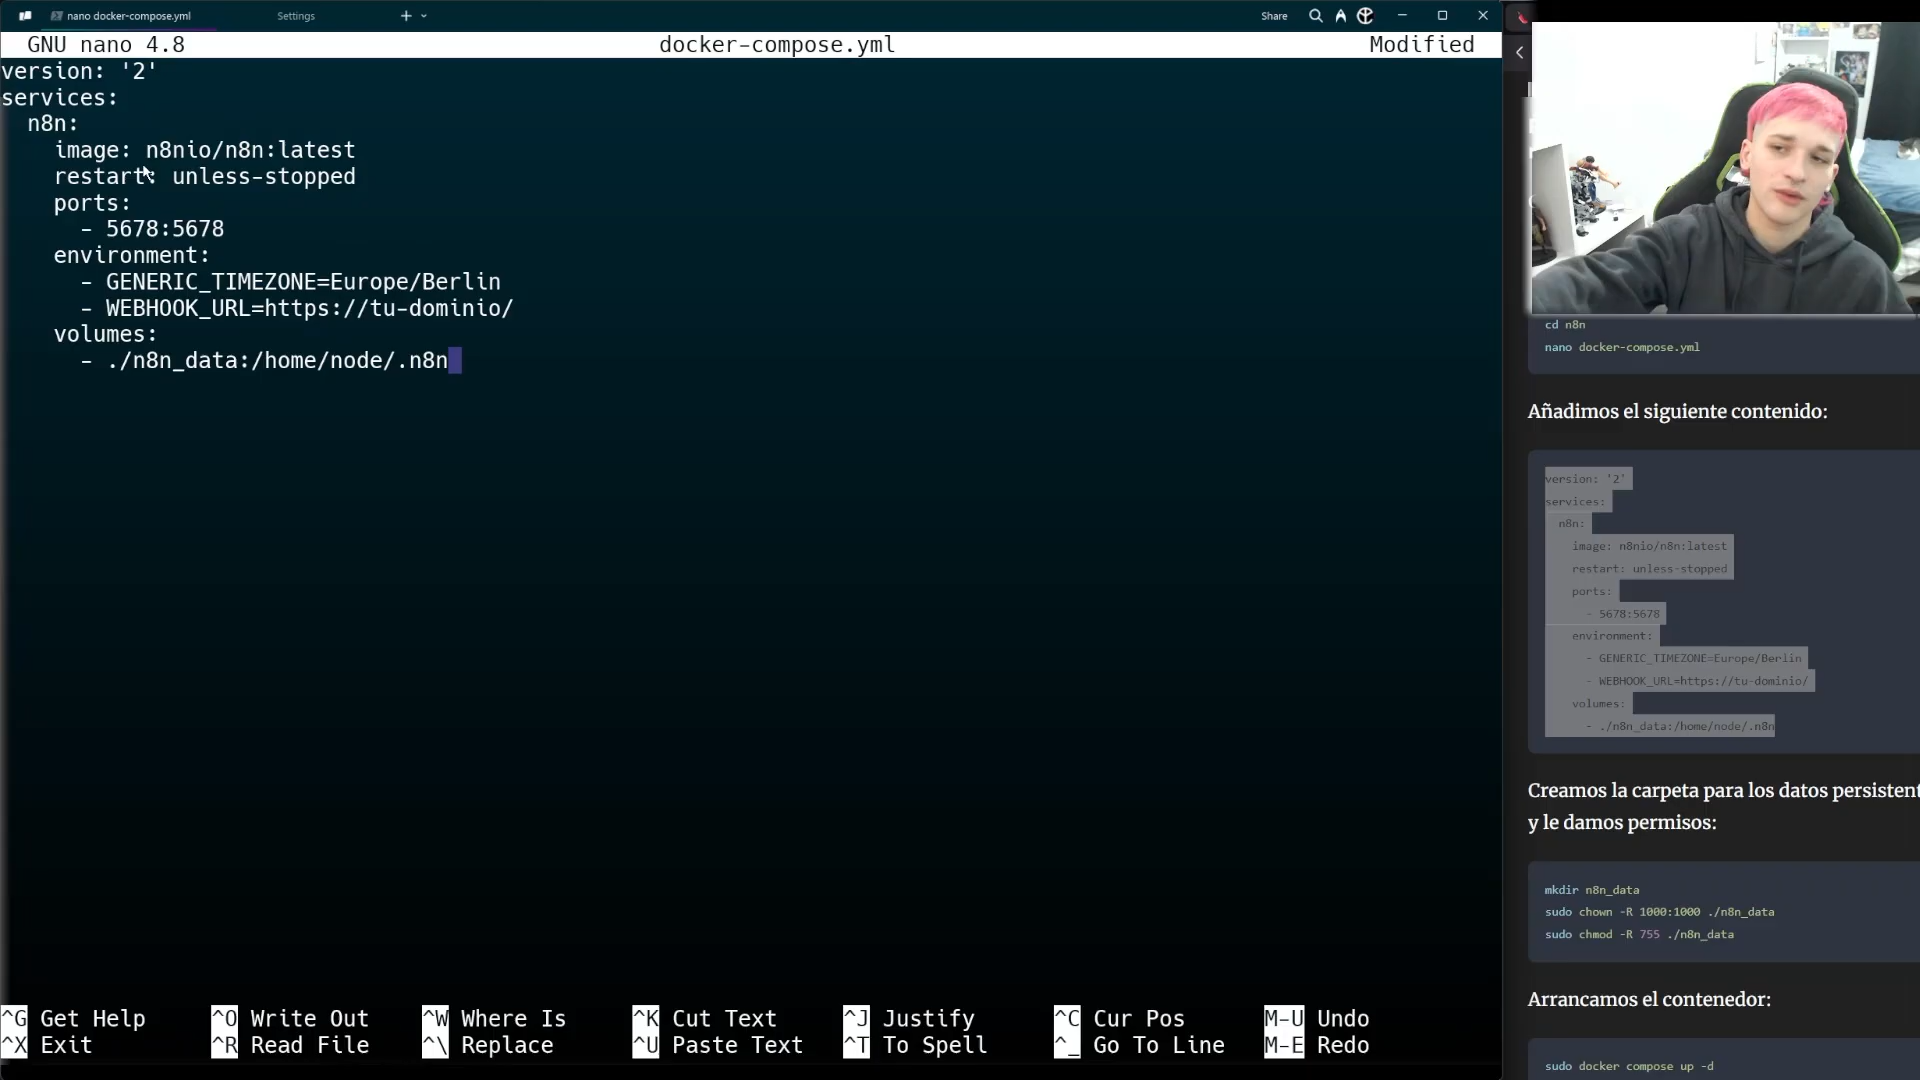 nano docker-compose.yml
Settings
Share
GNU nano 4.8
docker-compose.yml
Modified
version: '2'
services:
  n8n:
    image: n8nio/n8n:latest
    restart: unless-stopped
    ports:
      - 5678:5678
    environment:
      - GENERIC_TIMEZONE=Europe/Berlin
      - WEBHOOK_URL=https://tu-dominio/
    volumes:
      - ./n8n_data:/home/node/.n8n
^G Get Help ^O Write Out ^W Where Is ^K Cut Text ^J Justify ^C Cur Pos M-U Undo
^X Exit ^R Read File ^\ Replace ^U Paste Text ^T To Spell ^_ Go To Line M-E Redo
cd n8n
nano docker-compose.yml
Añadimos el siguiente contenido:
version: '2'
services:
  n8n:
    image: n8nio/n8n:latest
    restart: unless-stopped
    ports:
      - 5678:5678
    environment:
      - GENERIC_TIMEZONE=Europe/Berlin
      - WEBHOOK_URL=https://tu-dominio/
    volumes:
      - ./n8n_data:/home/node/.n8n
Creamos la carpeta para los datos persistent
y le damos permisos:
mkdir n8n_data
sudo chown -R 1000:1000 ./n8n_data
sudo chmod -R 755 ./n8n_data
Arrancamos el contenedor:
sudo docker compose up -d